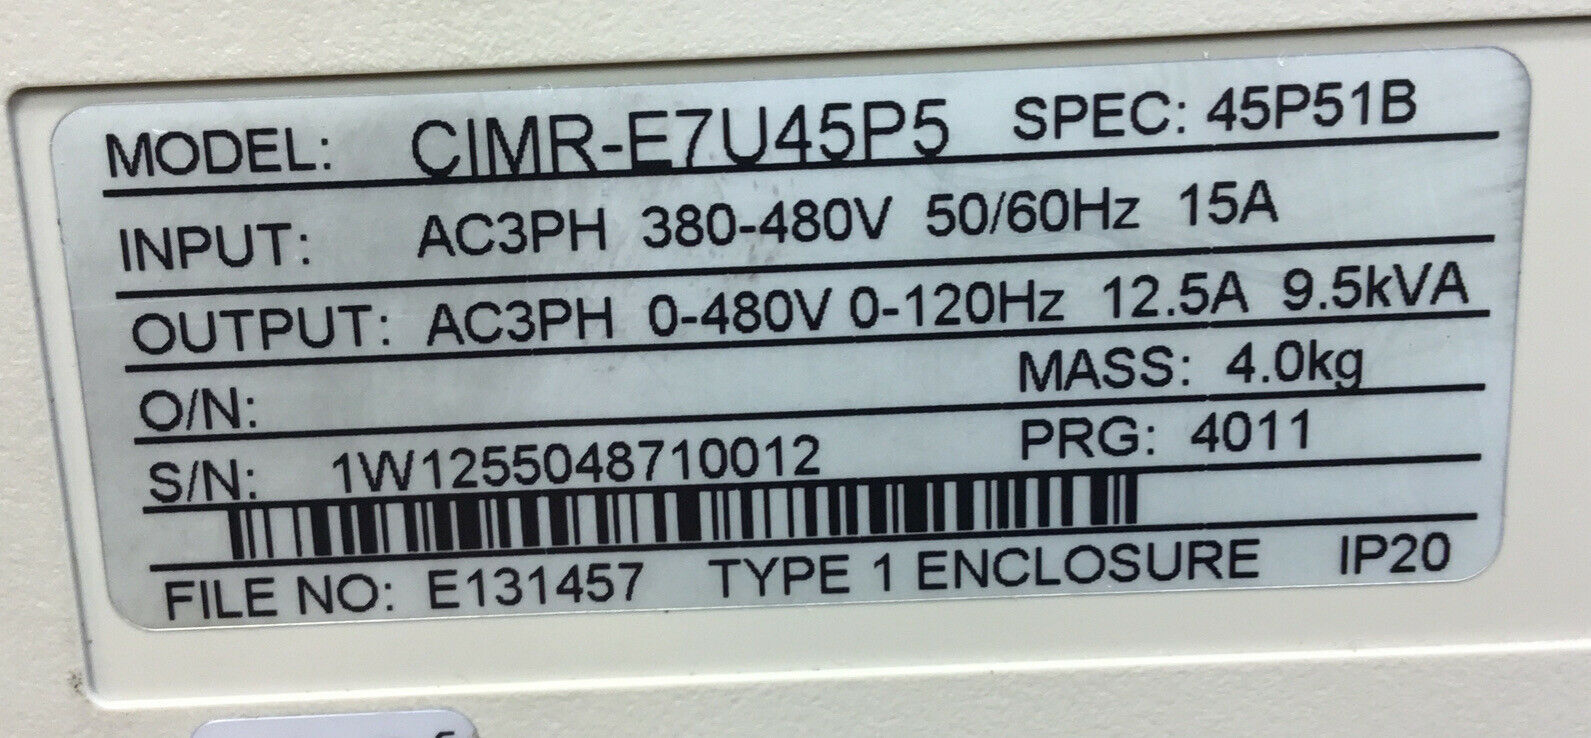 MODEL: CIMR-E7U45P5 SPEC: 45P51B
INPUT: AC3PH 380-480V 50/60Hz 15A
OUTPUT: AC3PH 0-480V 0-120Hz 12.5A 9.5kVA
O/N: MASS: 4.0kg
S/N: 1W1255048710012 PRG: 4011
FILE NO: E131457 TYPE 1 ENCLOSURE IP20